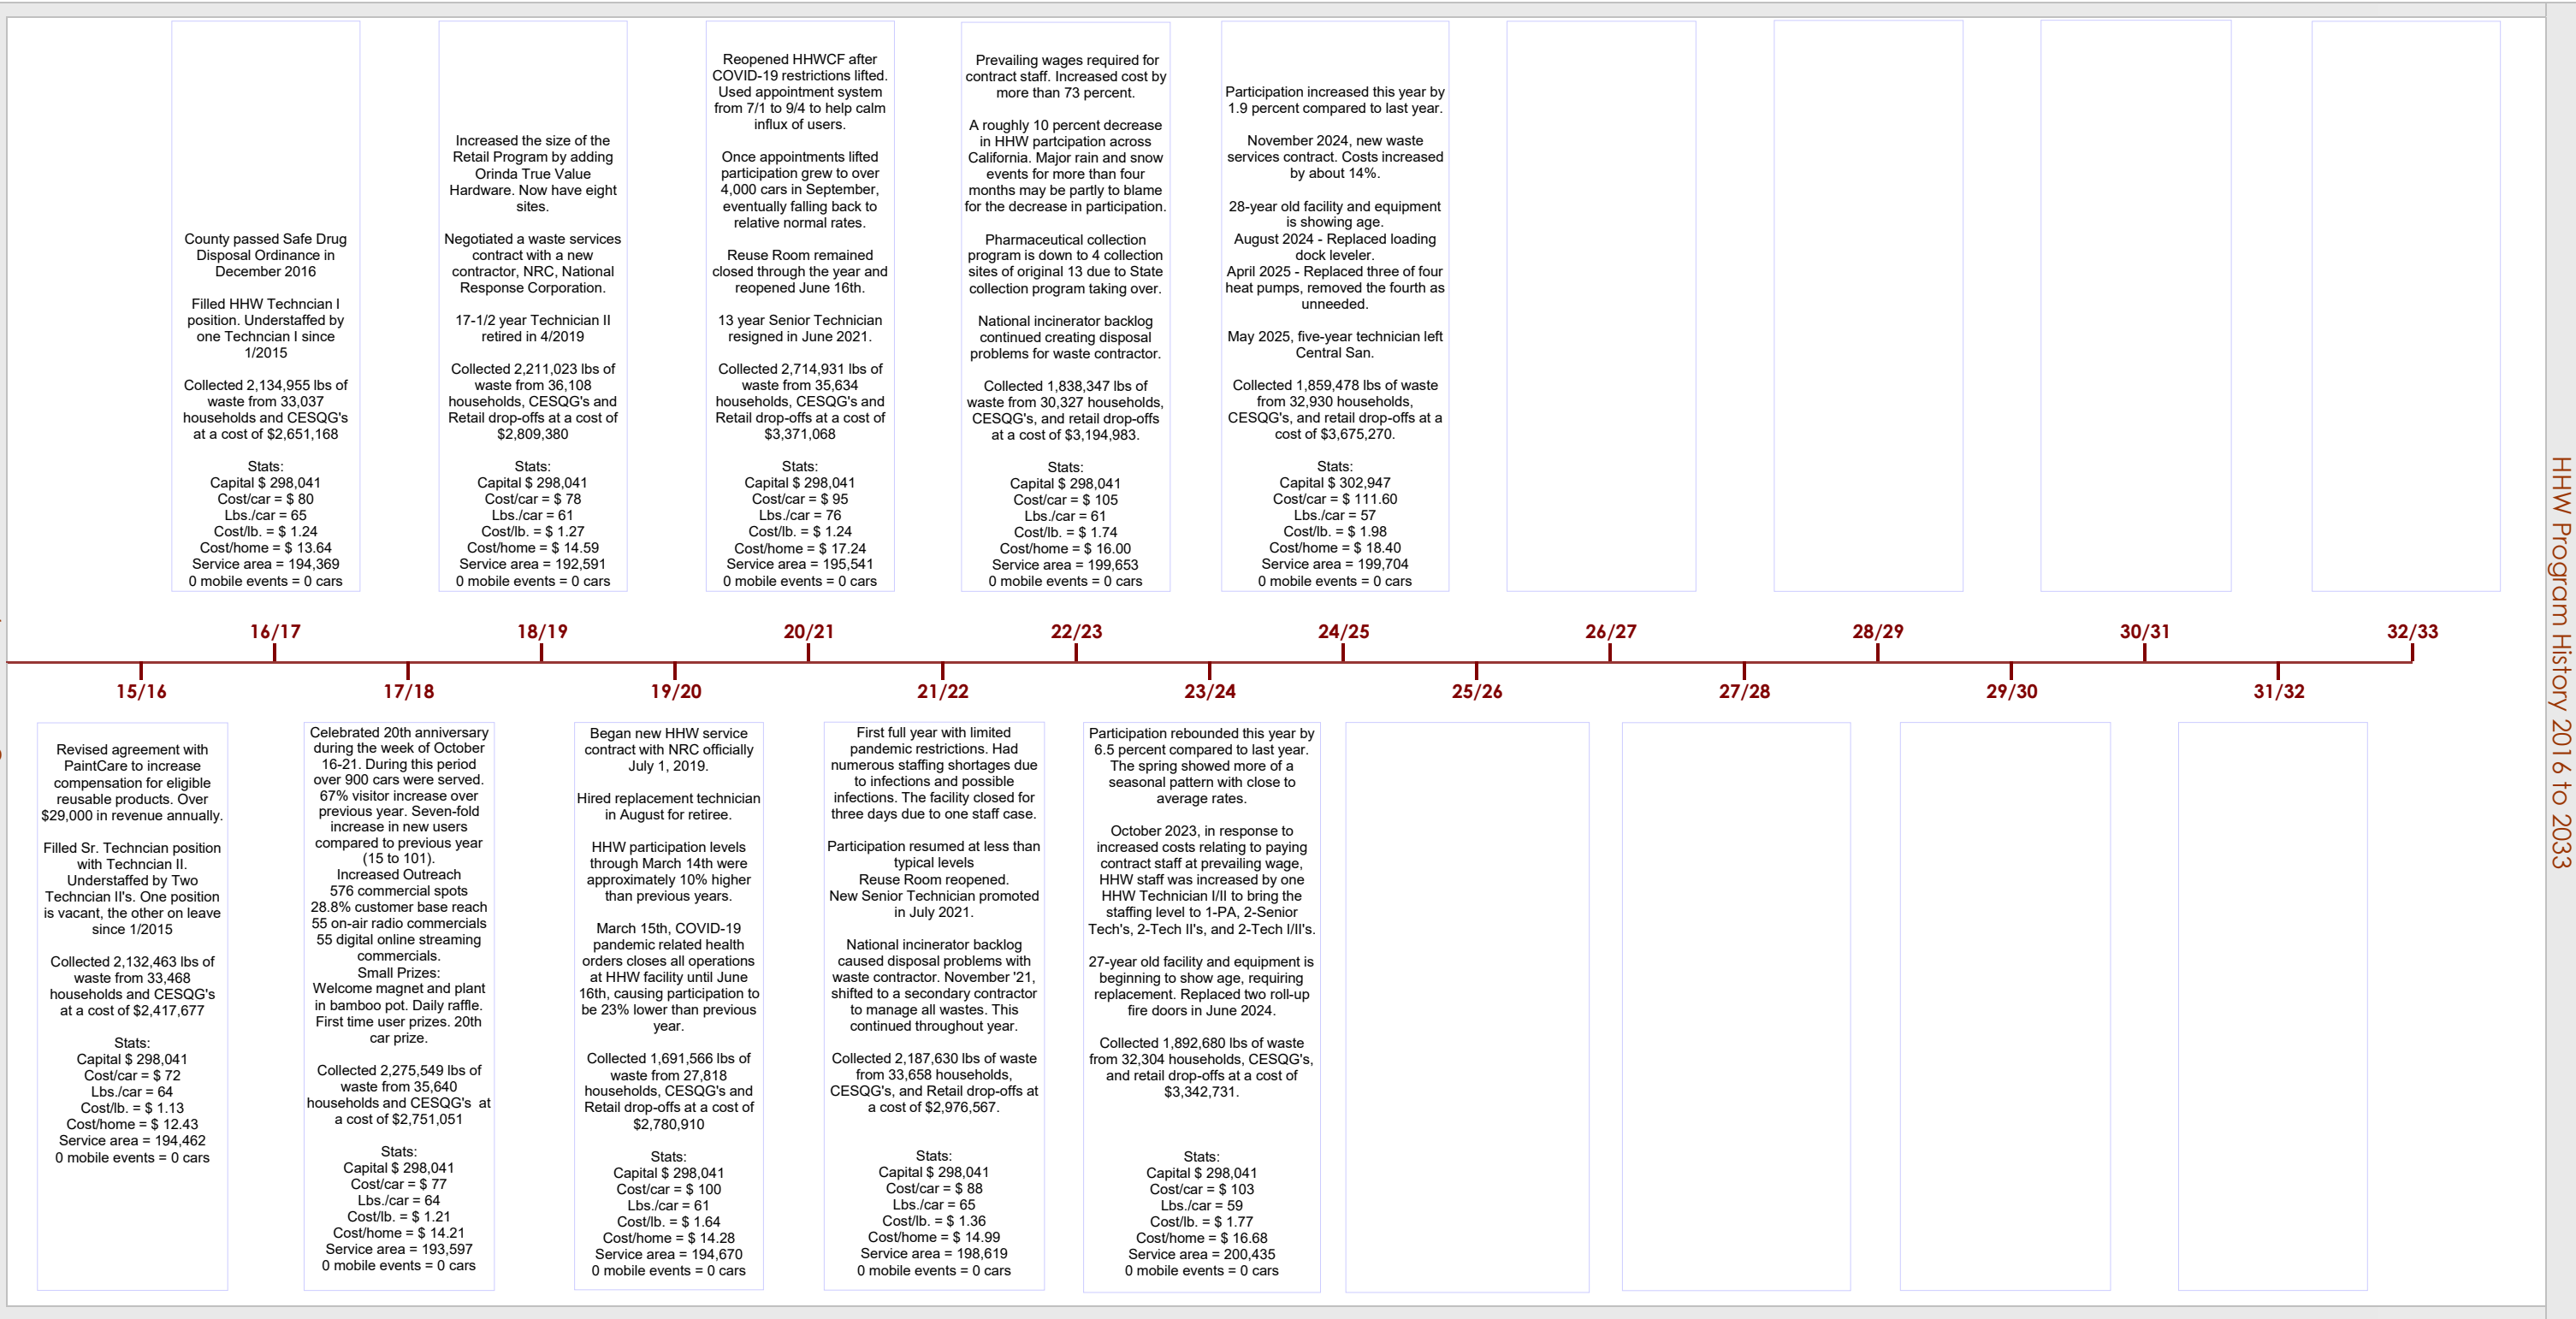 County passed Safe Drug
Disposal Ordinance in
December 2016
Filled HHW Techncian I
position. Understaffed by
one Techncian I since
1/2015
Collected 2,134,955 lbs of
waste from 33,037
households and CESQG's
at a cost of $2,651,168
Stats:
Capital $ 298,041
Cost/car = $ 80
Lbs./car = 65
Cost/lb. = $ 1.24
Cost/home = $ 13.64
Service area = 194,369
0 mobile events = 0 cars
Increased the size of the
Retail Program by adding
Orinda True Value
Hardware. Now have eight
sites.
Negotiated a waste services
contract with a new
contractor, NRC, National
Response Corporation.
17-1/2 year Technician II
retired in 4/2019
Collected 2,211,023 lbs of
waste from 36,108
households, CESQG's and
Retail drop-offs at a cost of
$2,809,380
Stats:
Capital $ 298,041
Cost/car = $ 78
Lbs./car = 61
Cost/lb. = $ 1.27
Cost/home = $ 14.59
Service area = 192,591
0 mobile events = 0 cars
Reopened HHWCF after
COVID-19 restrictions lifted.
Used appointment system
from 7/1 to 9/4 to help calm
influx of users.
Once appointments lifted
participation grew to over
4,000 cars in September,
eventually falling back to
relative normal rates.
Reuse Room remained
closed through the year and
reopened June 16th.
13 year Senior Technician
resigned in June 2021.
Collected 2,714,931 lbs of
waste from 35,634
households, CESQG's and
Retail drop-offs at a cost of
$3,371,068
Stats:
Capital $ 298,041
Cost/car = $ 95
Lbs./car = 76
Cost/lb. = $ 1.24
Cost/home = $ 17.24
Service area = 195,541
0 mobile events = 0 cars
Prevailing wages required for
contract staff. Increased cost by
more than 73 percent.
A roughly 10 percent decrease
in HHW partcipation across
California. Major rain and snow
events for more than four
months may be partly to blame
for the decrease in participation.
Pharmaceutical collection
program is down to 4 collection
sites of original 13 due to State
collection program taking over.
National incinerator backlog
continued creating disposal
problems for waste contractor.
Collected 1,838,347 lbs of
waste from 30,327 households,
CESQG's, and retail drop-offs
at a cost of $3,194,983.
Stats:
Capital $ 298,041
Cost/car = $ 105
Lbs./car = 61
Cost/lb. = $ 1.74
Cost/home = $ 16.00
Service area = 199,653
0 mobile events = 0 cars
Participation increased this year by
1.9 percent compared to last year.
November 2024, new waste
services contract. Costs increased
by about 14%.
28-year old facility and equipment
is showing age.
August 2024 - Replaced loading
dock leveler.
April 2025 - Replaced three of four
heat pumps, removed the fourth as
unneeded.
May 2025, five-year technician left
Central San.
Collected 1,859,478 lbs of waste
from 32,930 households,
CESQG's, and retail drop-offs at a
cost of $3,675,270.
Stats:
Capital $ 302,947
Cost/car = $ 111.60
Lbs./car = 57
Cost/lb. = $ 1.98
Cost/home = $ 18.40
Service area = 199,704
0 mobile events = 0 cars
16/17
18/19
20/21
22/23
24/25
26/27
28/29
30/31
32/33
15/16
17/18
19/20
21/22
23/24
25/26
27/28
29/30
31/32
Revised agreement with
PaintCare to increase
compensation for eligible
reusable products. Over
$29,000 in revenue annually.
Filled Sr. Techncian position
with Techncian II.
Understaffed by Two
Techncian II's. One position
is vacant, the other on leave
since 1/2015
Collected 2,132,463 lbs of
waste from 33,468
households and CESQG's
at a cost of $2,417,677
Stats:
Capital $ 298,041
Cost/car = $ 72
Lbs./car = 64
Cost/lb. = $ 1.13
Cost/home = $ 12.43
Service area = 194,462
0 mobile events = 0 cars
Celebrated 20th anniversary
during the week of October
16-21. During this period
over 900 cars were served.
67% visitor increase over
previous year. Seven-fold
increase in new users
compared to previous year
(15 to 101).
Increased Outreach
576 commercial spots
28.8% customer base reach
55 on-air radio commercials
55 digital online streaming
commercials.
Small Prizes:
Welcome magnet and plant
in bamboo pot. Daily raffle.
First time user prizes. 20th
car prize.
Collected 2,275,549 lbs of
waste from 35,640
households and CESQG's at
a cost of $2,751,051
Stats:
Capital $ 298,041
Cost/car = $ 77
Lbs./car = 64
Cost/lb. = $ 1.21
Cost/home = $ 14.21
Service area = 193,597
0 mobile events = 0 cars
Began new HHW service
contract with NRC officially
July 1, 2019.
Hired replacement technician
in August for retiree.
HHW participation levels
through March 14th were
approximately 10% higher
than previous years.
March 15th, COVID-19
pandemic related health
orders closes all operations
at HHW facility until June
16th, causing participation to
be 23% lower than previous
year.
Collected 1,691,566 lbs of
waste from 27,818
households, CESQG's and
Retail drop-offs at a cost of
$2,780,910
Stats:
Capital $ 298,041
Cost/car = $ 100
Lbs./car = 61
Cost/lb. = $ 1.64
Cost/home = $ 14.28
Service area = 194,670
0 mobile events = 0 cars
First full year with limited
pandemic restrictions. Had
numerous staffing shortages due
to infections and possible
infections. The facility closed for
three days due to one staff case.
Participation resumed at less than
typical levels
Reuse Room reopened.
New Senior Technician promoted
in July 2021.
National incinerator backlog
caused disposal problems with
waste contractor. November '21,
shifted to a secondary contractor
to manage all wastes. This
continued throughout year.
Collected 2,187,630 lbs of waste
from 33,658 households,
CESQG's, and Retail drop-offs at
a cost of $2,976,567.
Stats:
Capital $ 298,041
Cost/car = $ 88
Lbs./car = 65
Cost/lb. = $ 1.36
Cost/home = $ 14.99
Service area = 198,619
0 mobile events = 0 cars
Participation rebounded this year by
6.5 percent compared to last year.
The spring showed more of a
seasonal pattern with close to
average rates.
October 2023, in response to
increased costs relating to paying
contract staff at prevailing wage,
HHW staff was increased by one
HHW Technician I/II to bring the
staffing level to 1-PA, 2-Senior
Tech's, 2-Tech II's, and 2-Tech I/II's.
27-year old facility and equipment is
beginning to show age, requiring
replacement. Replaced two roll-up
fire doors in June 2024.
Collected 1,892,680 lbs of waste
from 32,304 households, CESQG's,
and retail drop-offs at a cost of
$3,342,731.
Stats:
Capital $ 298,041
Cost/car = $ 103
Lbs./car = 59
Cost/lb. = $ 1.77
Cost/home = $ 16.68
Service area = 200,435
0 mobile events = 0 cars
HHW Program History 2016 to 2033